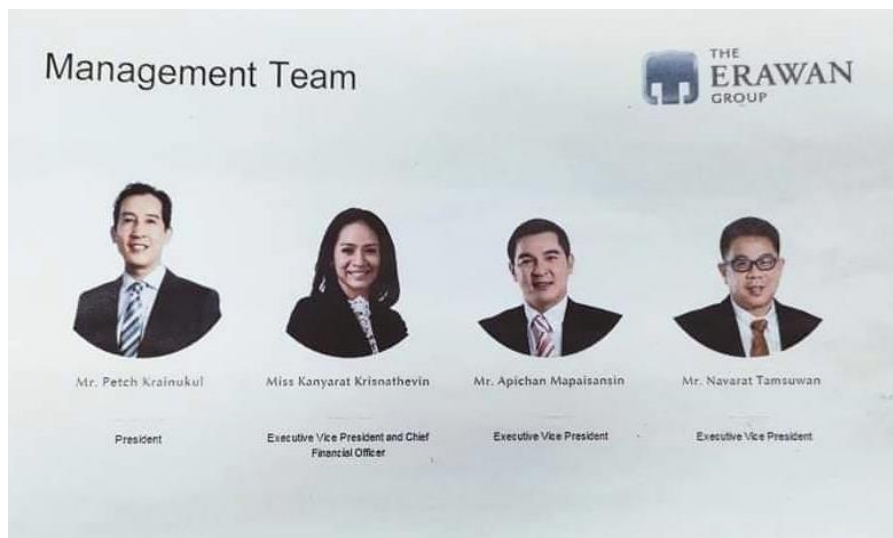 Management Team
THE
ERAWAN
GROUP
Mr. Petch Krainukul
Miss Kanyarat Krisnathevin
Mr. Apichan Mapaisansin
Mr. Navarat Tamsuwan
President
Executive Vice President and Chief
Financial Officer
Executive Vice President
Executive Vice President